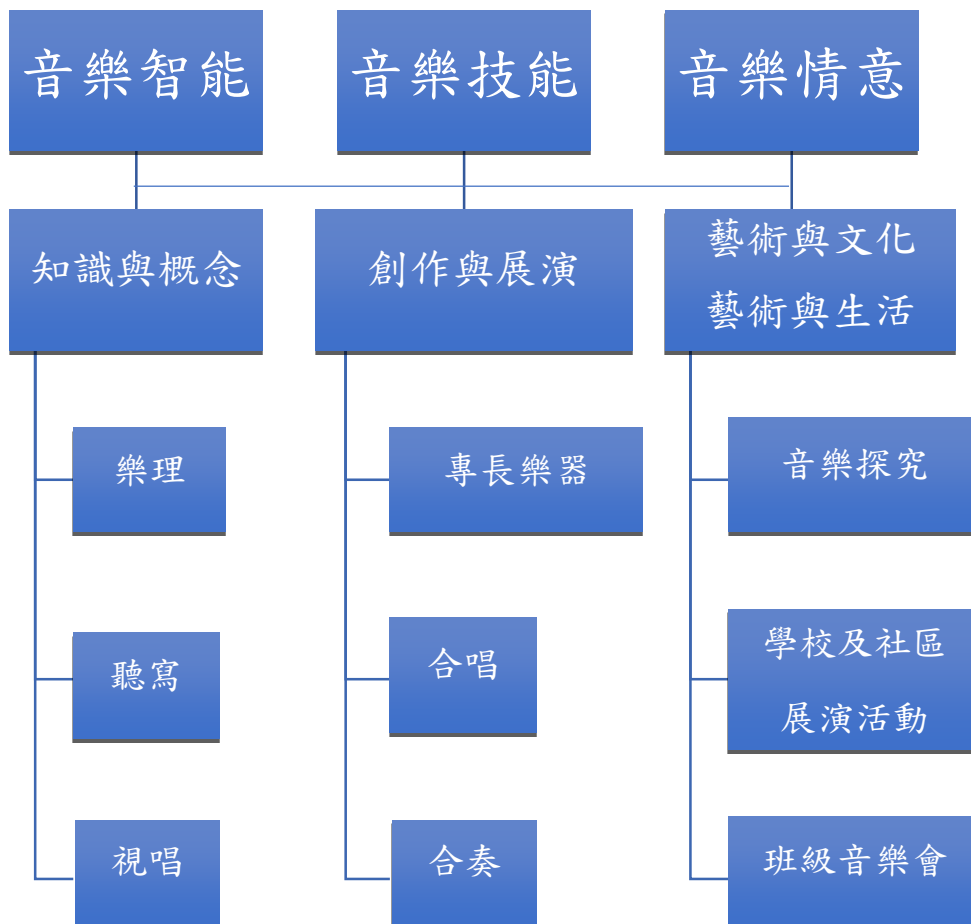 音樂智能
音樂技能
音樂情意
知識與概念
創作與展演
藝術與文化
藝術與生活
樂理
專長樂器
音樂探究
聽寫
合唱
學校及社區
展演活動
視唱
合奏
班級音樂會